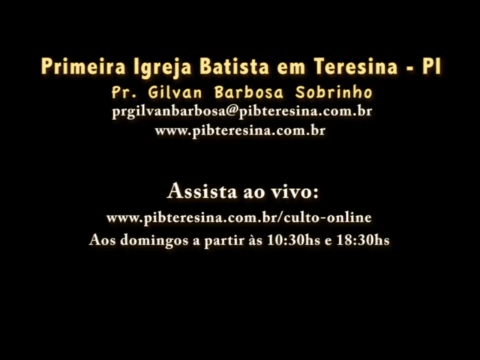 Primeira Igreja Batista em Teresina - PI
Pr. Gilvan Barbosa Sobrinho
prgilvanbarbosa@pibteresina.com.br
www.pibteresina.com.br
Assista ao vivo:
www.pibteresina.com.br/culto-online
Aos domingos a partir às 10:30hs e 18:30hs